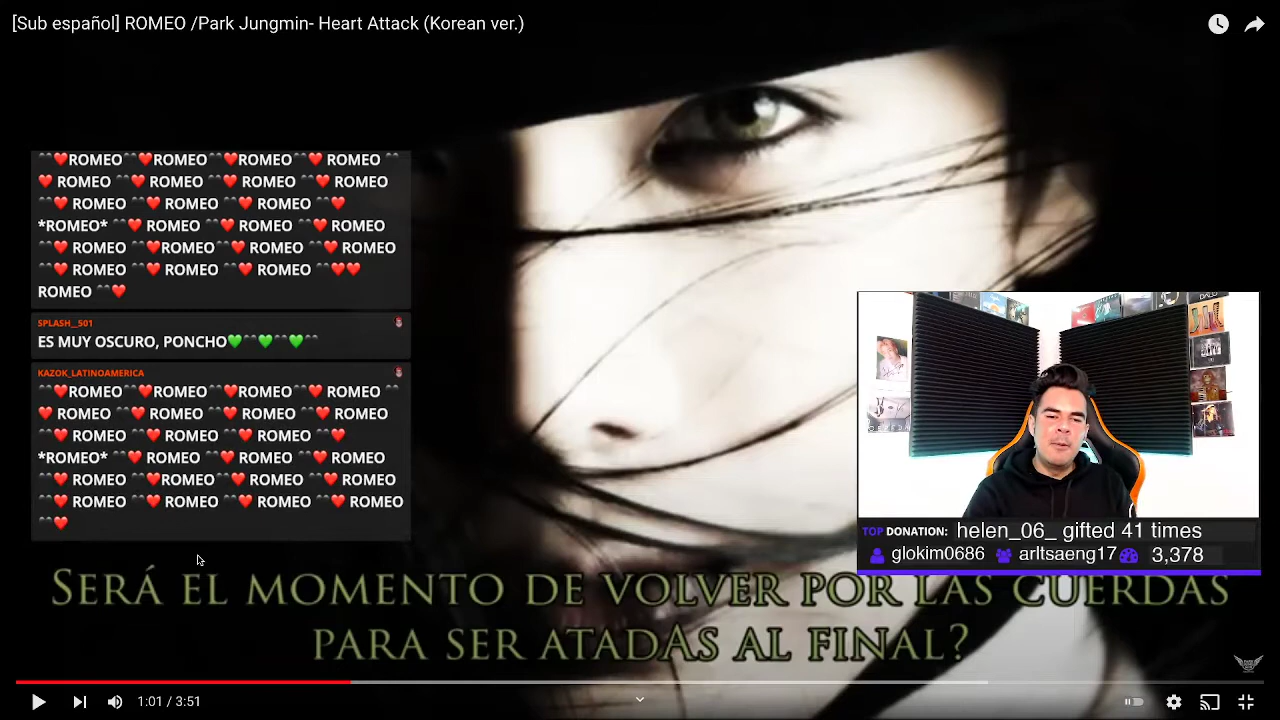 [Sub español] ROMEO /Park Jungmin- Heart Attack (Korean ver.)
🖤❤️ROMEO🖤❤️ROMEO🖤❤️ROMEO🖤❤️ ROMEO 🖤
❤️ ROMEO 🖤❤️ ROMEO 🖤❤️ ROMEO 🖤❤️ ROMEO
🖤❤️ ROMEO 🖤❤️ ROMEO 🖤❤️ ROMEO 🖤❤️
*ROMEO* 🖤❤️ ROMEO 🖤❤️ ROMEO 🖤❤️ ROMEO
🖤❤️ ROMEO 🖤❤️ROMEO🖤❤️ ROMEO 🖤❤️ ROMEO
🖤❤️ ROMEO 🖤❤️ ROMEO 🖤❤️ ROMEO 🖤❤️❤️
ROMEO 🖤❤️
SPLASH__501
ES MUY OSCURO, PONCHO💚🖤💚🖤💚🖤
KAZOK_LATINOAMERICA
🖤❤️ROMEO🖤❤️ROMEO🖤❤️ROMEO🖤❤️ ROMEO 🖤
❤️ ROMEO 🖤❤️ ROMEO 🖤❤️ ROMEO 🖤❤️ ROMEO
🖤❤️ ROMEO 🖤❤️ ROMEO 🖤❤️ ROMEO 🖤❤️
*ROMEO* 🖤❤️ ROMEO 🖤❤️ ROMEO 🖤❤️ ROMEO
🖤❤️ ROMEO 🖤❤️ROMEO🖤❤️ ROMEO 🖤❤️ ROMEO
🖤❤️ ROMEO 🖤❤️ ROMEO 🖤❤️ ROMEO 🖤❤️ ROMEO
🖤❤️
TOP DONATION: helen_06_ gifted 41 times
glokim0686 arltsaeng17 3,378
SERÁ EL MOMENTO DE VOLVER POR LAS CUERDAS
PARA SER ATADAS AL FINAL?
1:01 / 3:51